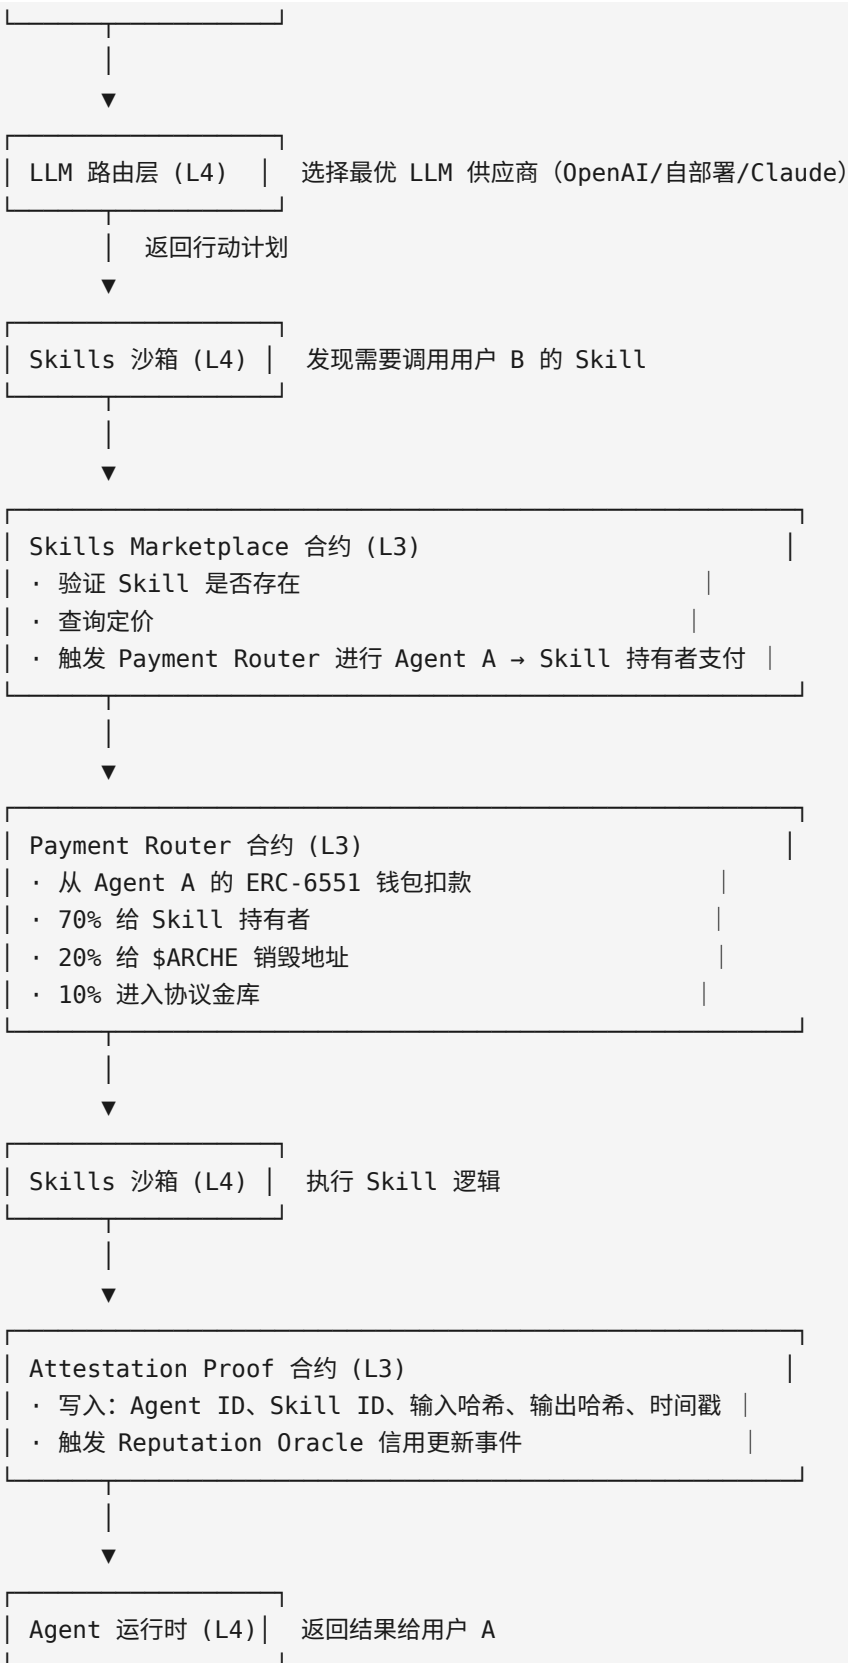 LLM 路由层 (L4) 选择最优 LLM 供应商（OpenAI/自部署/Claude）
返回行动计划
Skills 沙箱 (L4) 发现需要调用用户 B 的 Skill
Skills Marketplace 合约 (L3)
· 验证 Skill 是否存在
· 查询定价
· 触发 Payment Router 进行 Agent A → Skill 持有者支付
Payment Router 合约 (L3)
· 从 Agent A 的 ERC-6551 钱包扣款
· 70% 给 Skill 持有者
· 20% 给 $ARCHE 销毁地址
· 10% 进入协议金库
Skills 沙箱 (L4) 执行 Skill 逻辑
Attestation Proof 合约 (L3)
· 写入：Agent ID、Skill ID、输入哈希、输出哈希、时间戳
· 触发 Reputation Oracle 信用更新事件
Agent 运行时 (L4) 返回结果给用户 A